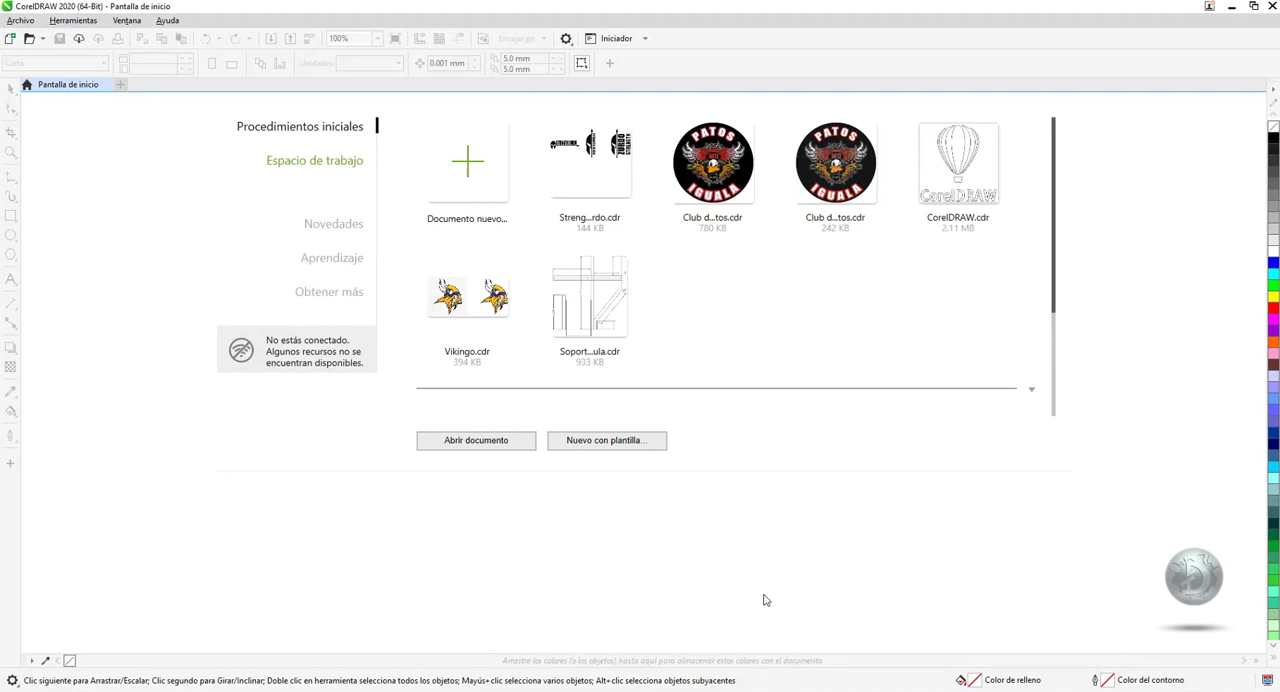 CorelDRAW 2020 (64-Bit) - Pantalla de inicio
Archivo Herramientas Ventana Ayuda
100% Encajar en Iniciador
Carta Unidades: 0.001 mm 5.0 mm
5.0 mm
Pantalla de inicio
Procedimientos iniciales
Espacio de trabajo
Novedades
Aprendizaje
Obtener más
No estás conectado.
Algunos recursos no se
encuentran disponibles.
PATOS
MG
IGUALA
PATOS
MG
IGUALA
CorelDRAW
Documento nuevo... Streng...rdo.cdr Club d...tos.cdr Club d...tos.cdr CorelDRAW.cdr
144 KB 780 KB 242 KB 2.11 MB
Vikingo.cdr Soport...ula.cdr
394 KB 933 KB
Abrir documento Nuevo con plantilla...
Arrastre los colores (o los objetos) hasta aquí para almacenar estos colores con el documento
Clic siguiente para Arrastrar/Escalar; Clic segundo para Girar/Inclinar; Doble clic en herramienta selecciona todos los objetos; Mayús+clic selecciona varios objetos; Alt+clic selecciona objetos subyacentes Color de relleno Color del contorno